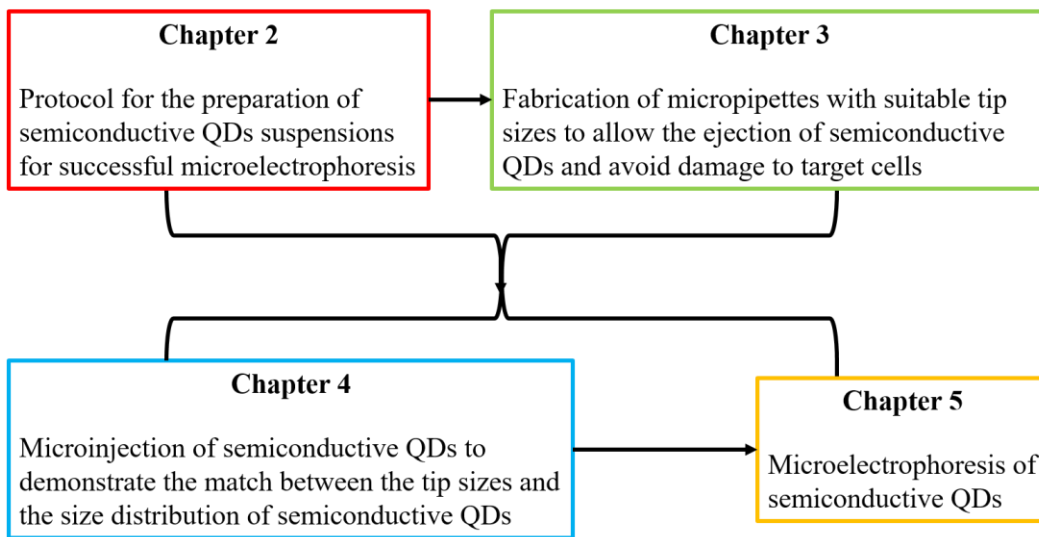 Chapter 2
Protocol for the preparation of
semiconductive QDs suspensions
for successful microelectrophoresis
Chapter 3
Fabrication of micropipettes with suitable tip
sizes to allow the ejection of semiconductive
QDs and avoid damage to target cells
Chapter 4
Microinjection of semiconductive QDs to
demonstrate the match between the tip sizes and
the size distribution of semiconductive QDs
Chapter 5
Microelectrophoresis of
semiconductive QDs